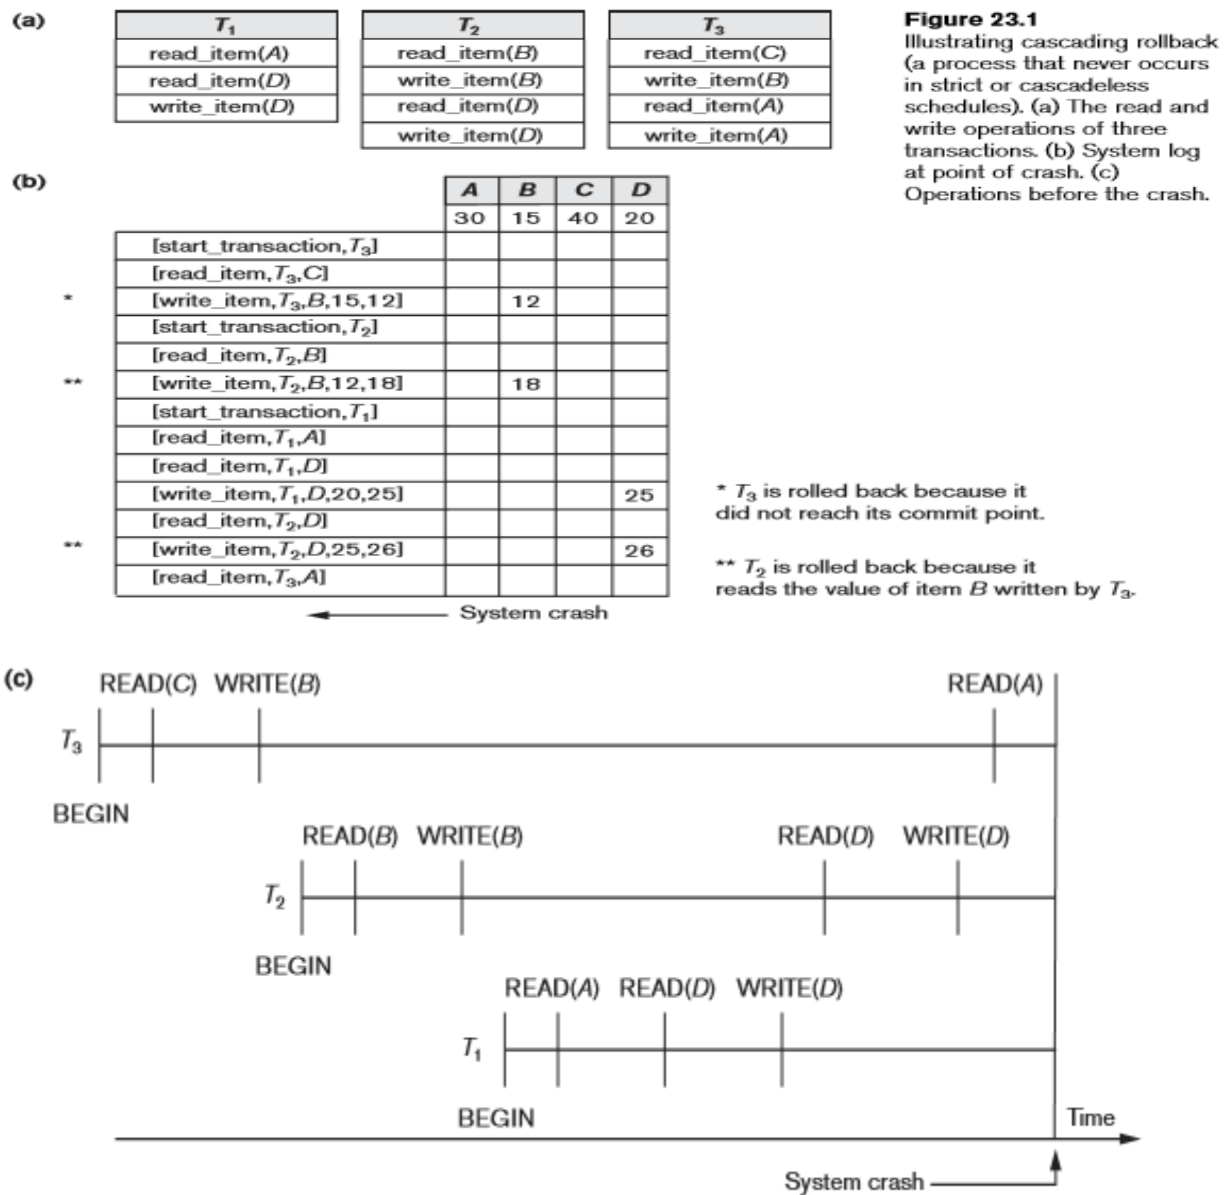 (a)
T1 T2 T3
read_item(A) read_item(B) read_item(C)
read_item(D) write_item(B) write_item(B)
write_item(D) read_item(D) read_item(A)
write_item(D) write_item(A)
Figure 23.1
Illustrating cascading rollback
(a process that never occurs
in strict or cascadeless
schedules). (a) The read and
write operations of three
transactions. (b) System log
at point of crash. (c)
Operations before the crash.
(b)
A B C D
30 15 40 20
[start_transaction,T3]
[read_item,T3,C]
* [write_item,T3,B,15,12] 12
[start_transaction,T2]
[read_item,T2,B]
** [write_item,T2,B,12,18] 18
[start_transaction,T1]
[read_item,T1,A]
[read_item,T1,D]
[write_item,T1,D,20,25] 25
[read_item,T2,D]
** [write_item,T2,D,25,26] 26
[read_item,T3,A]
System crash
* T3 is rolled back because it
did not reach its commit point.
** T2 is rolled back because it
reads the value of item B written by T3.
(c)
READ(C) WRITE(B) READ(A)
T3
BEGIN
READ(B) WRITE(B) READ(D) WRITE(D)
T2
BEGIN
READ(A) READ(D) WRITE(D)
T1
BEGIN
Time
System crash